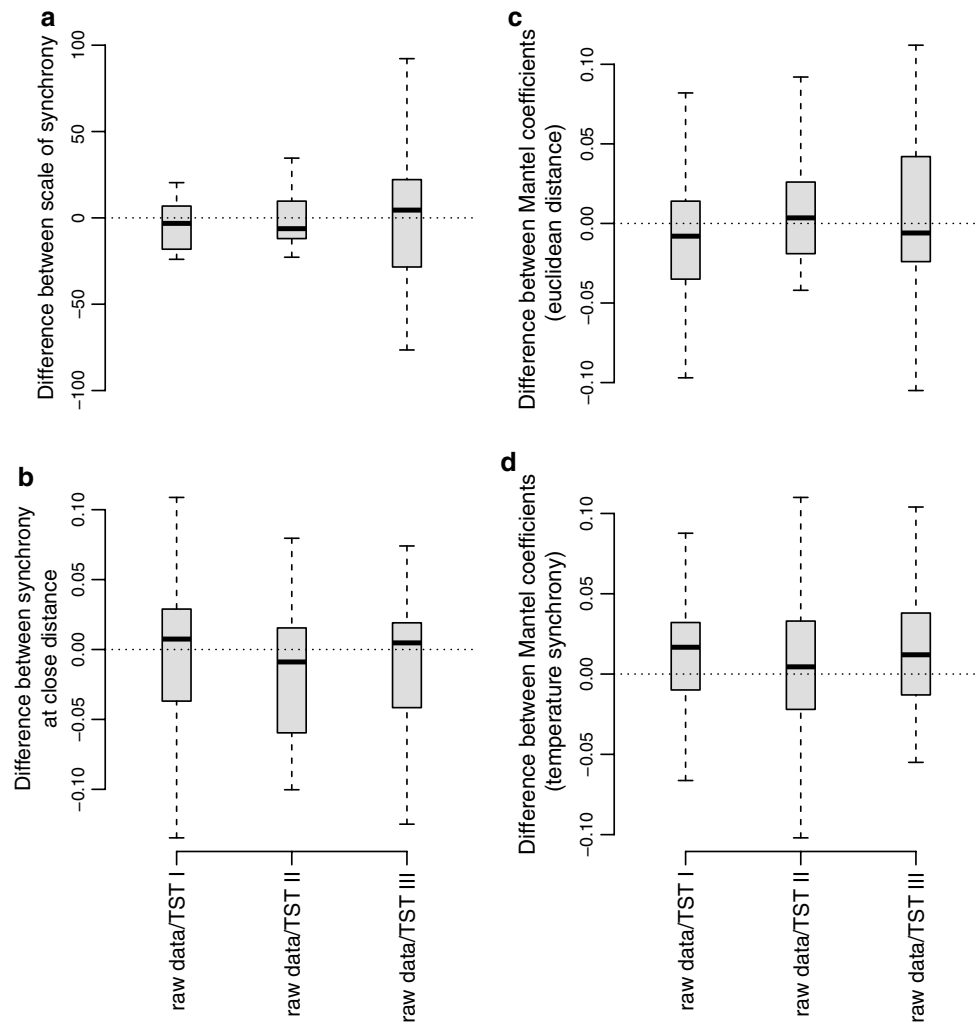 a
Difference between scale of synchrony
100
50
0
−50
−100
b
Difference between synchrony
at close distance
0.10
0.05
0.00
−0.05
−0.10
raw data/TST I
raw data/TST II
raw data/TST III
c
Difference between Mantel coefficients
(euclidean distance)
0.10
0.05
0.00
−0.05
−0.10
d
Difference between Mantel coefficients
(temperature synchrony)
0.10
0.05
0.00
−0.05
−0.10
raw data/TST I
raw data/TST II
raw data/TST III